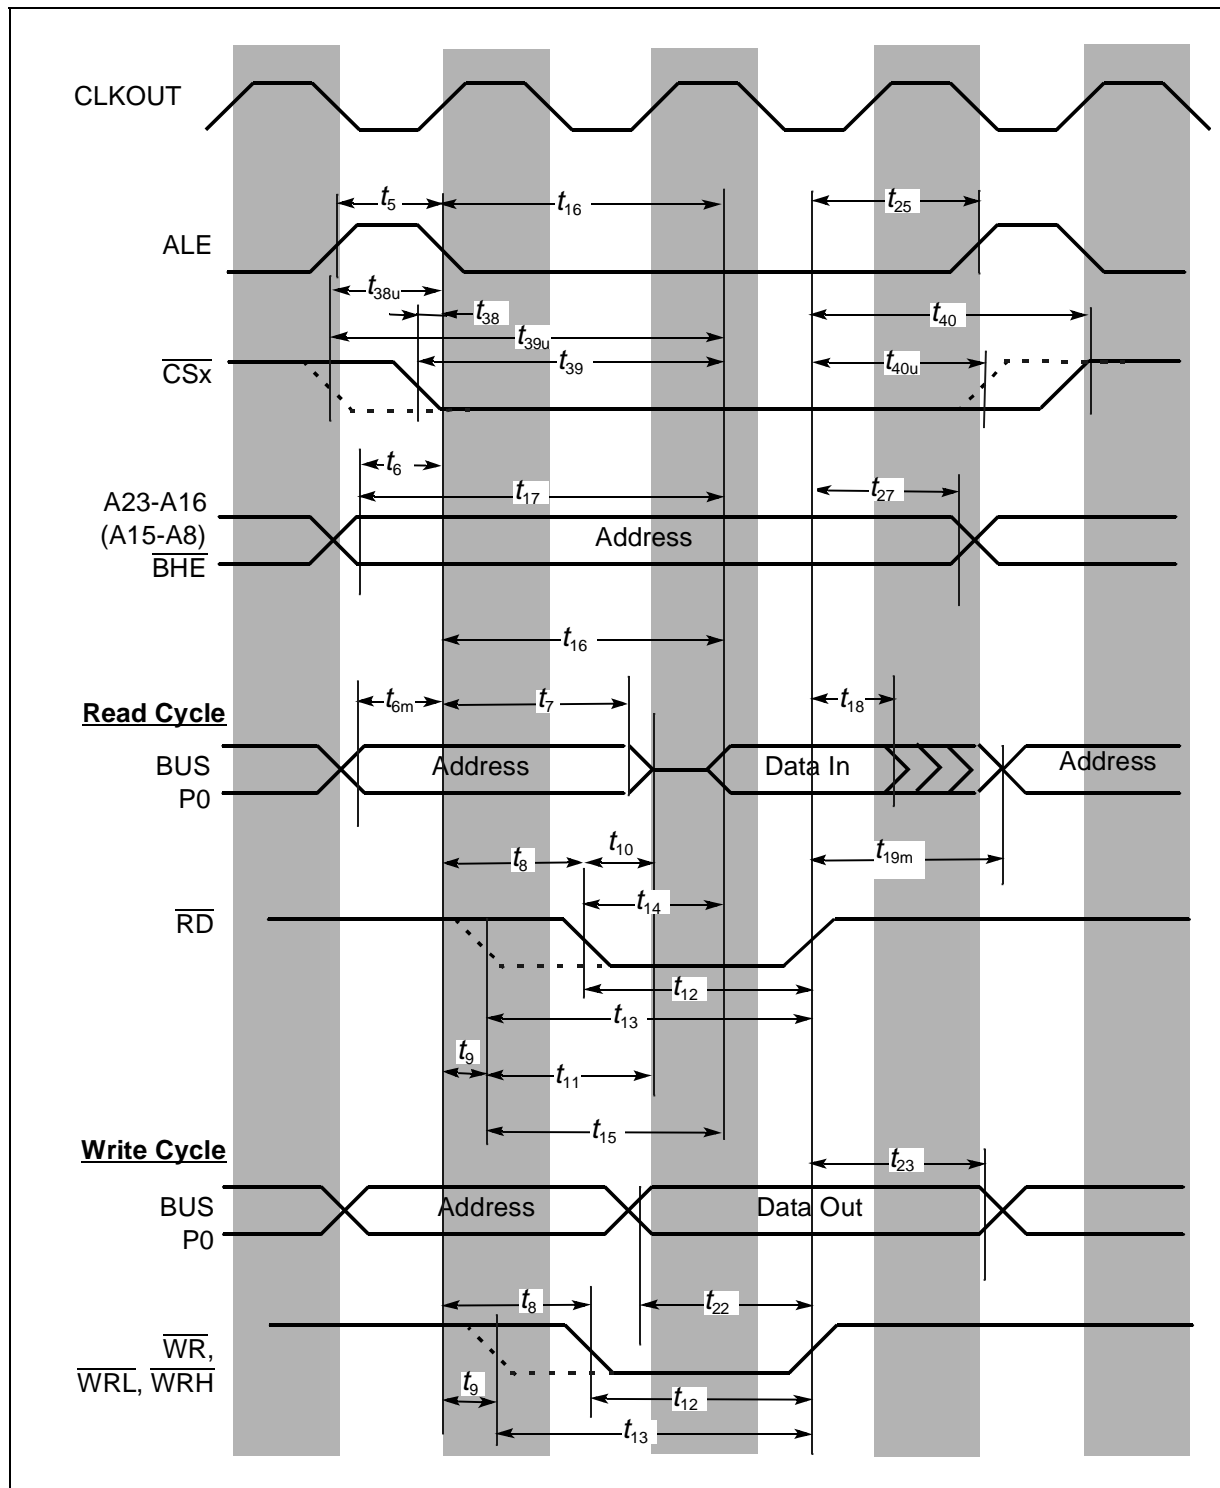 CLKOUT
t5
t16
t25
ALE
t38u
t38
t40
t39u
CSx
t39
t40u
t6
A23-A16
t17
t27
(A15-A8)
Address
BHE
t16
t6m
t7
t18
Read Cycle
BUS
Address
Data In
Address
P0
t8
t10
t19m
t14
RD
t12
t13
t9
t11
t15
Write Cycle
t23
BUS
Address
Data Out
P0
t8
t22
WR,
WRL, WRH
t9
t12
t13